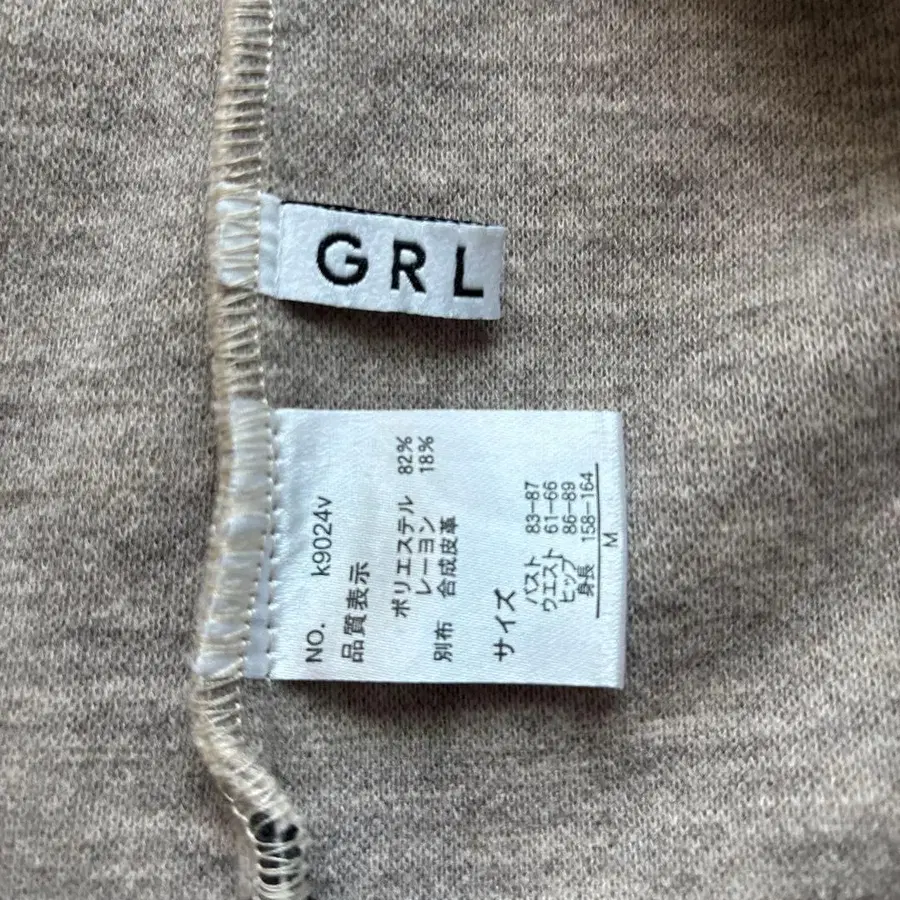 GRL
NO. k9024v
品質表示
ポリエステル 82%
レーヨン 18%
別布 合成皮革
サイズ
バスト 83-87
ウエスト 61-66
ヒップ 86-89
身長 158-164
M